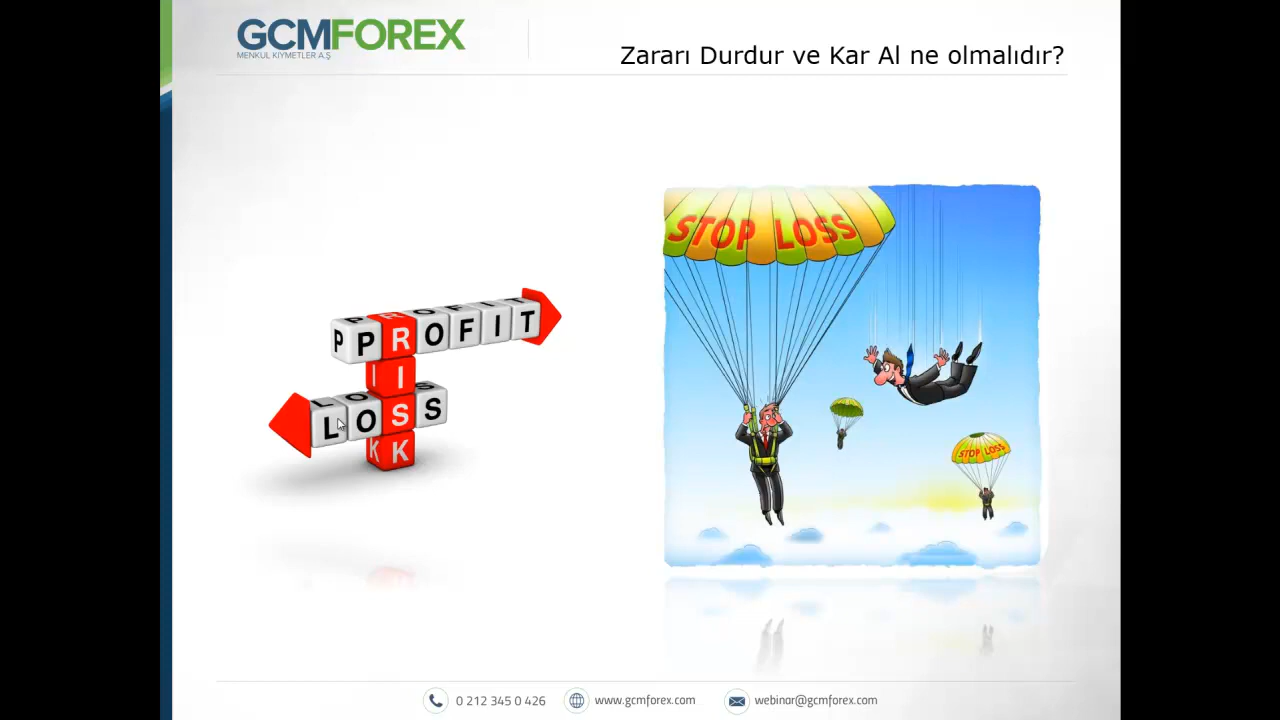 GCMFOREX
MENKUL KIYMETLER A.Ş
Zararı Durdur ve Kar Al ne olmalıdır?
PROFIT
RISK
LOSS
STOP LOSS
STOP LOSS
0 212 345 0 426
www.gcmforex.com
webinar@gcmforex.com